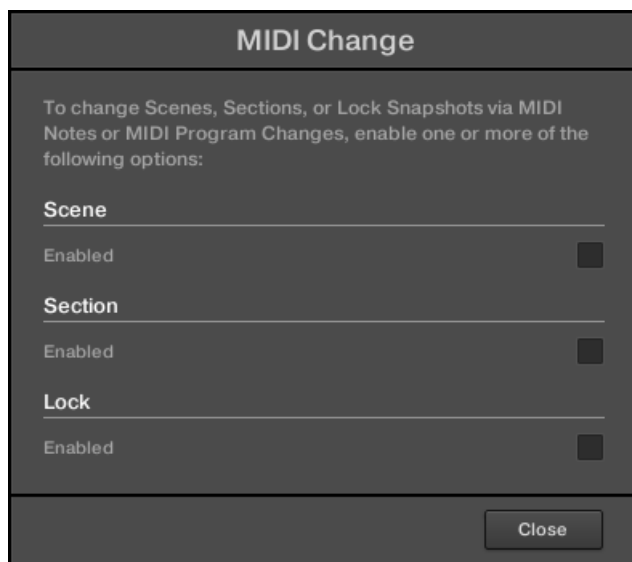 MIDI Change
To change Scenes, Sections, or Lock Snapshots via MIDI
Notes or MIDI Program Changes, enable one or more of the
following options:
Scene
Enabled
Section
Enabled
Lock
Enabled
Close